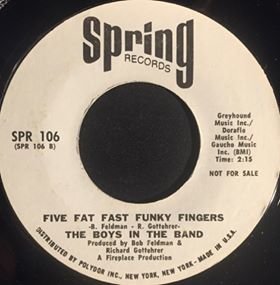 Spring
RECORDS
SPR 106
(SPR 106 B)
Greyhound
Music Inc./
Doraflo
Music Inc./
Gaucho Music
Inc. (BMI)
Time: 2:15
NOT FOR SALE
FIVE FAT FAST FUNKY FINGERS
-B. Feldman - R. Gottehrer-
THE BOYS IN THE BAND
Produced by Bob Feldman &
Richard Gottehrer
A Fireplace Production
DISTRIBUTED BY POLYDOR INC., NEW YORK, NEW YORK - MADE IN U.S.A.